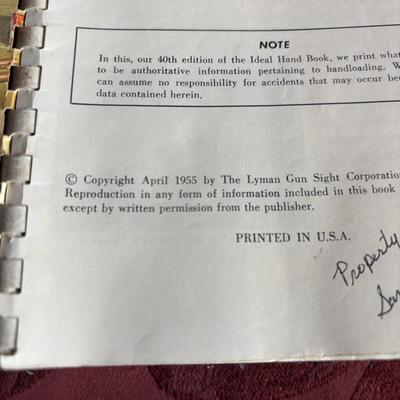 NOTE
In this, our 40th edition of the Ideal Hand Book, we print what
to be authoritative information pertaining to handloading. W
can assume no responsibility for accidents that may occur bec
data contained herein.
© Copyright April 1955 by The Lyman Gun Sight Corporation
Reproduction in any form of information included in this book
except by written permission from the publisher.
PRINTED IN U.S.A.
Property